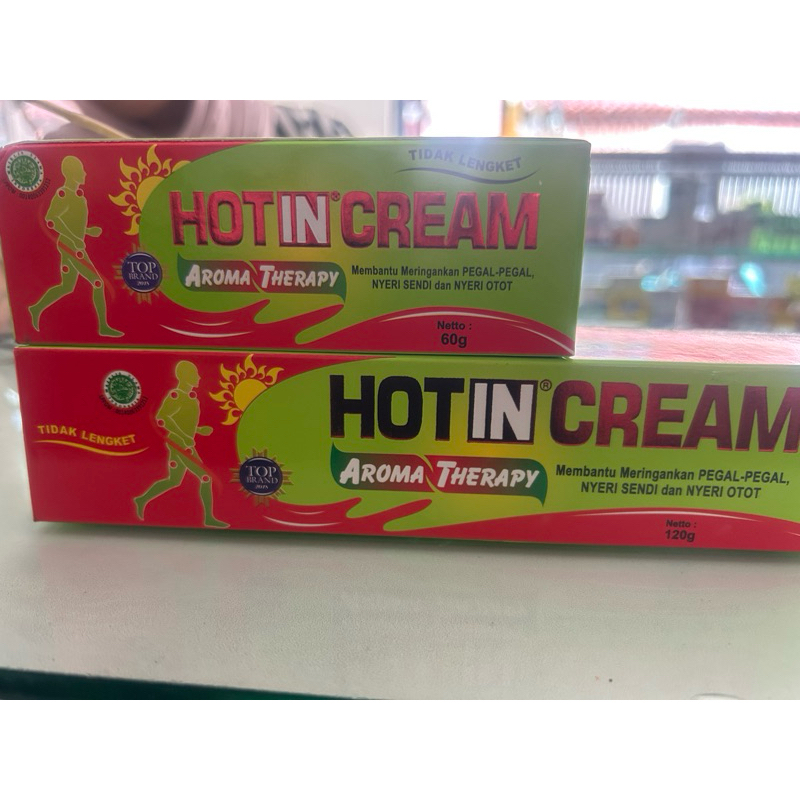 TIDAK LENGKET
HOT IN® CREAM
AROMA THERAPY
Membantu Meringankan PEGAL-PEGAL,
NYERI SENDI dan NYERI OTOT
TOP
BRAND
Netto :
60g
HOT IN® CREAM
TIDAK LENGKET
AROMA THERAPY
Membantu Meringankan PEGAL-PEGAL,
NYERI SENDI dan NYERI OTOT
TOP
BRAND
Netto :
120g